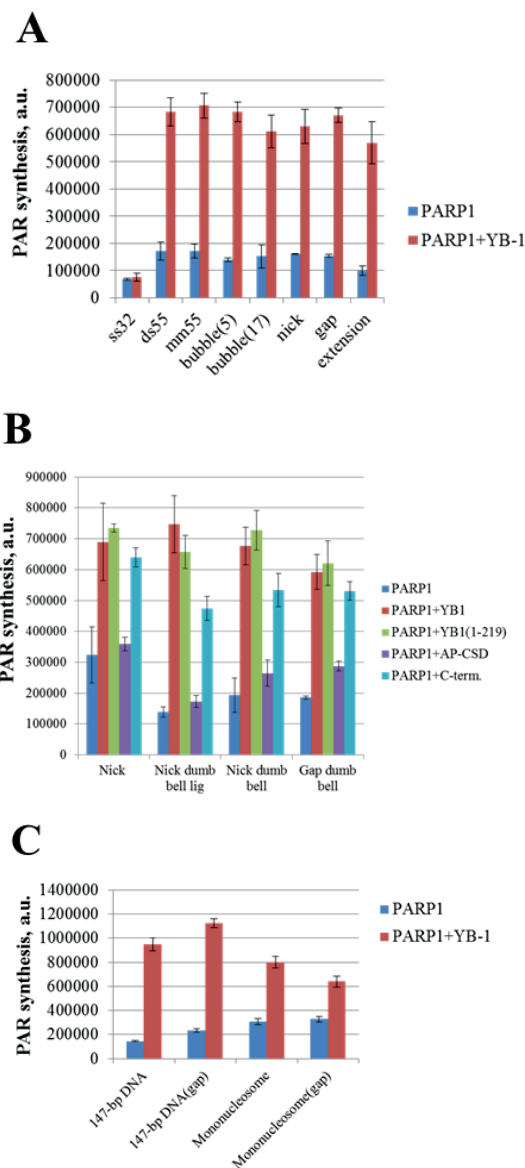 A
PAR synthesis, a.u.
800000
700000
600000
500000
400000
300000
200000
100000
0
ss32
ds55
mm55
bubble(5)
bubble(17)
nick
gap
extension
PARP1
PARP1+YB-1
B
PAR synthesis, a.u.
900000
800000
700000
600000
500000
400000
300000
200000
100000
0
Nick
Nick dumb
bell lig
Nick dumb
bell
Gap dumb
bell
PARP1
PARP1+YB1
PARP1+YB1(1-219)
PARP1+AP-CSD
PARP1+C-term.
C
PAR synthesis, a.u.
1400000
1200000
1000000
800000
600000
400000
200000
0
147-bp DNA
147-bp DNA(gap)
Mononucleosome
Mononucleosome(gap)
PARP1
PARP1+YB-1